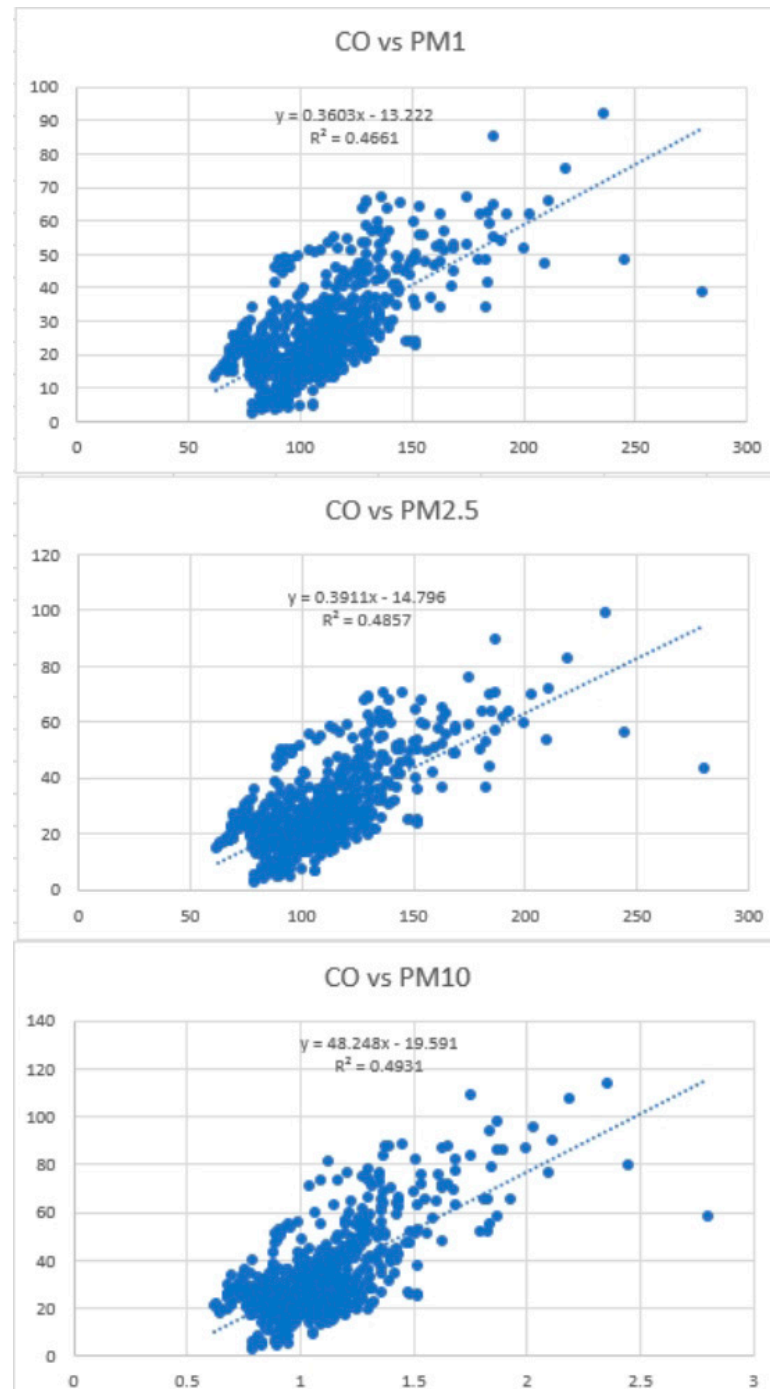 CO vs PM1
100
y = 0.3603x - 13.222
R² = 0.4661
90
80
70
60
50
40
30
20
10
0
0 50 100 150 200 250 300
CO vs PM2.5
120
y = 0.3911x - 14.796
R² = 0.4857
100
80
60
40
20
0
0 50 100 150 200 250 300
CO vs PM10
140
y = 48.248x - 19.591
R² = 0.4931
120
100
80
60
40
20
0
0 0.5 1 1.5 2 2.5 3